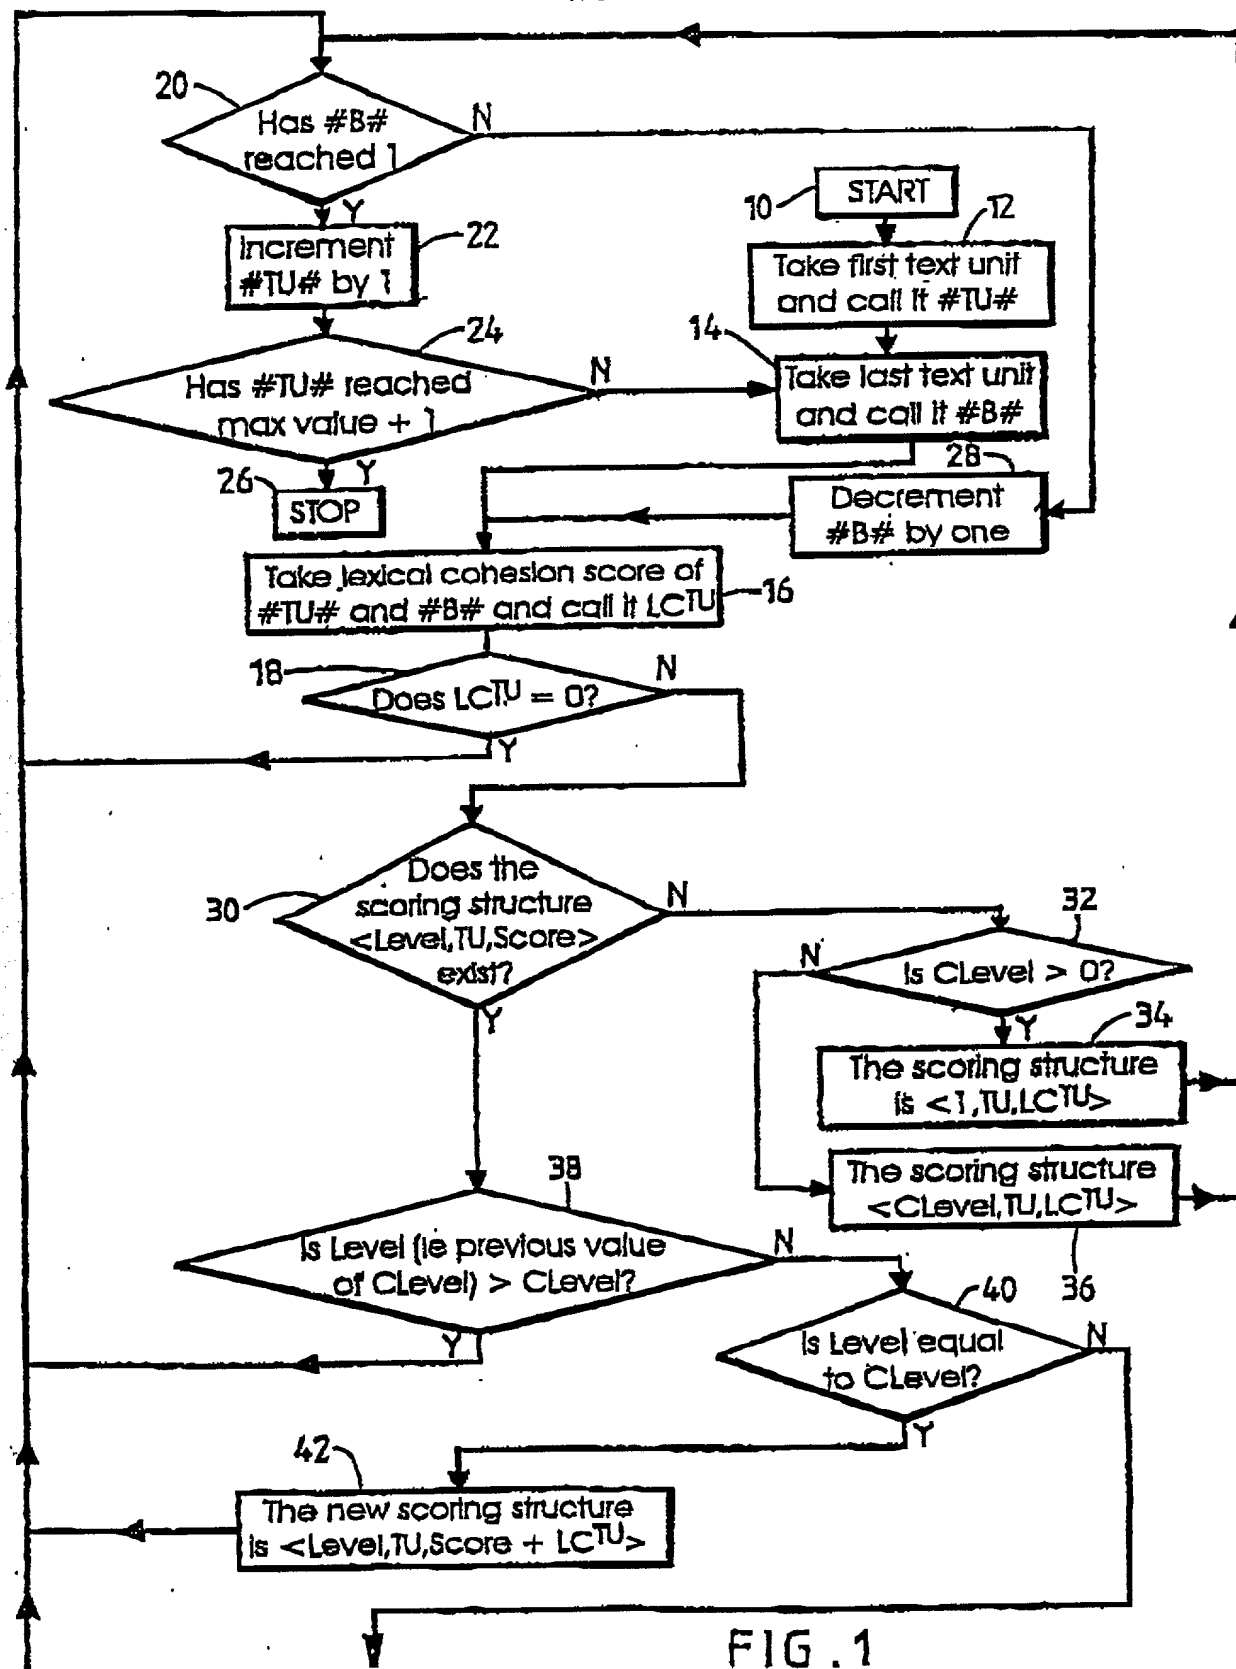 20
Has #B#
reached 1
N
Y
10
START
12
Increment
#TU# by 1
22
Take first text unit
and call it #TU#
24
14
Has #TU# reached
max value + 1
N
Y
Take last text unit
and call it #B#
26
STOP
28
Decrement
#B# by one
Take lexical cohesion score of
#TU# and #B# and call it LCTU
16
18
Does LCTU = 0?
N
Y
30
Does the
scoring structure
<Level,TU,Score>
exist?
N
Y
32
Is CLevel > 0?
N
Y
34
The scoring structure
is <1,TU,LCTU>
The scoring structure
<CLevel,TU,LCTU>
36
38
Is Level (ie previous value
of CLevel) > CLevel?
N
Y
40
Is Level equal
to CLevel?
N
Y
42
The new scoring structure
is <Level,TU,Score + LCTU>
FIG.1